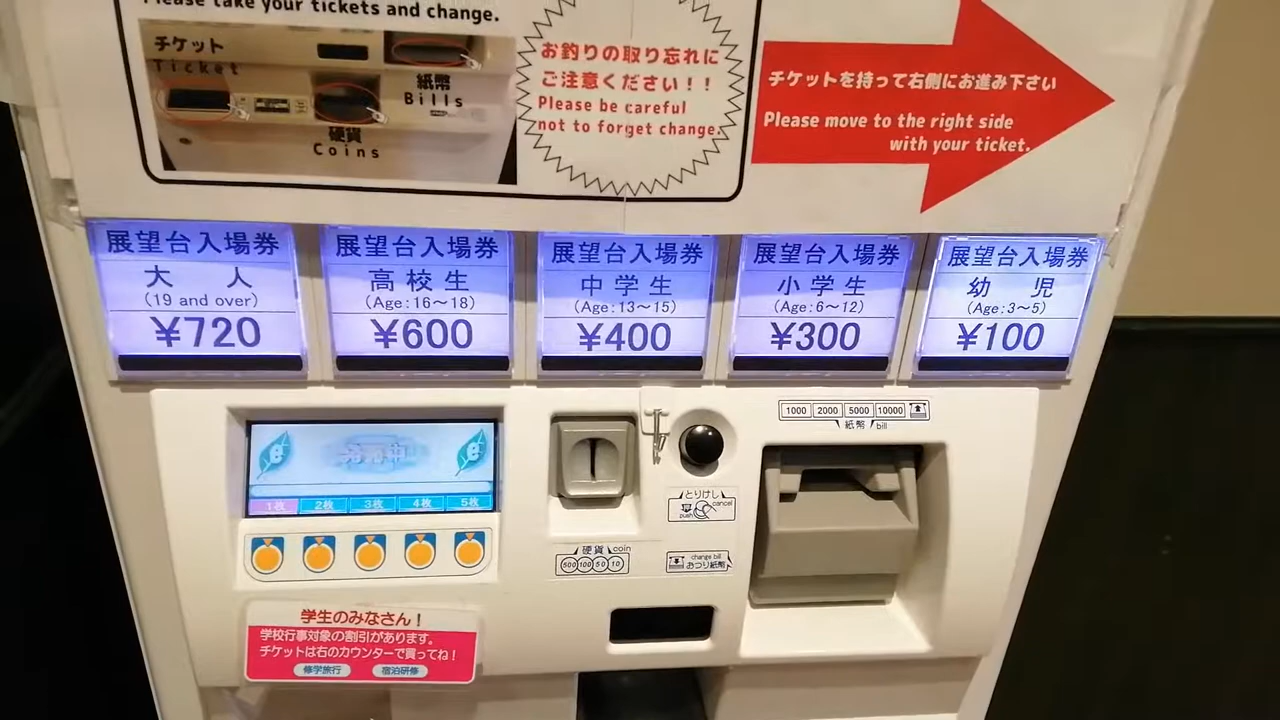 Please take your tickets and change.
チケット
Ticket
紙幣
Bills
硬貨
Coins
お釣りの取り忘れに
ご注意ください！！
Please be careful
not to forget change.
チケットを持って右側にお進み下さい
Please move to the right side
with your ticket.
展望台入場券
大人
(19 and over)
¥720
展望台入場券
高校生
(Age:16〜18)
¥600
展望台入場券
中学生
(Age:13〜15)
¥400
展望台入場券
小学生
(Age:6〜12)
¥300
展望台入場券
幼児
(Age:3〜5)
¥100
1000 2000 5000 10000
紙幣 bill
1枚 2枚 3枚 4枚 5枚
とりけし
push cancel
硬貨 coin
500 100 50 10
change bill
おつり紙幣
学生のみなさん！
学校行事対象の割引があります。
チケットは右のカウンターで買ってね！
修学旅行 宿泊研修